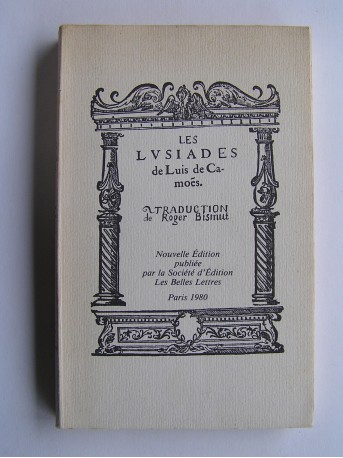 LES
LVSIADES
de Luis de Ca-
moẽs.
TRADUCTION
de Roger Bismut
Nouvelle Édition
publiée
par la Société d'Édition
Les Belles Lettres
Paris 1980